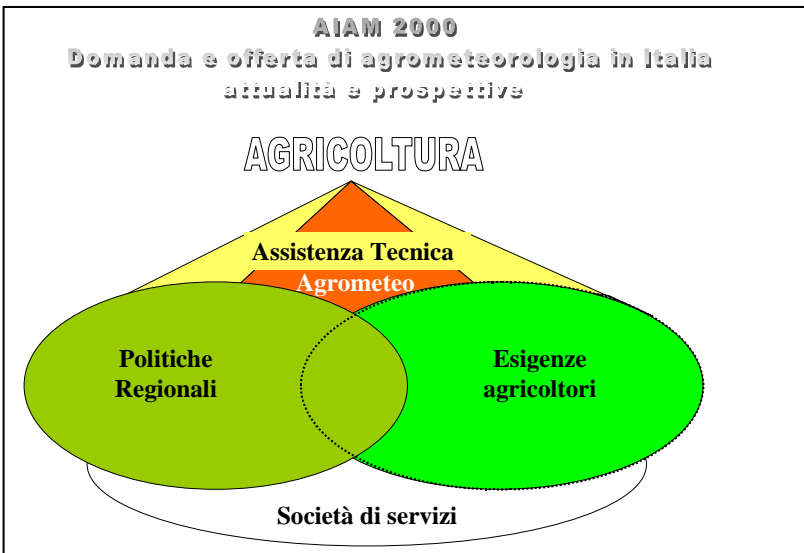 AIAM 2000
Domanda e offerta di agrometeorologia in Italia
attualità e prospettive
AGRICOLTURA
Assistenza Tecnica
Agrometeo
Politiche
Regionali
Esigenze
agricoltori
Società di servizi